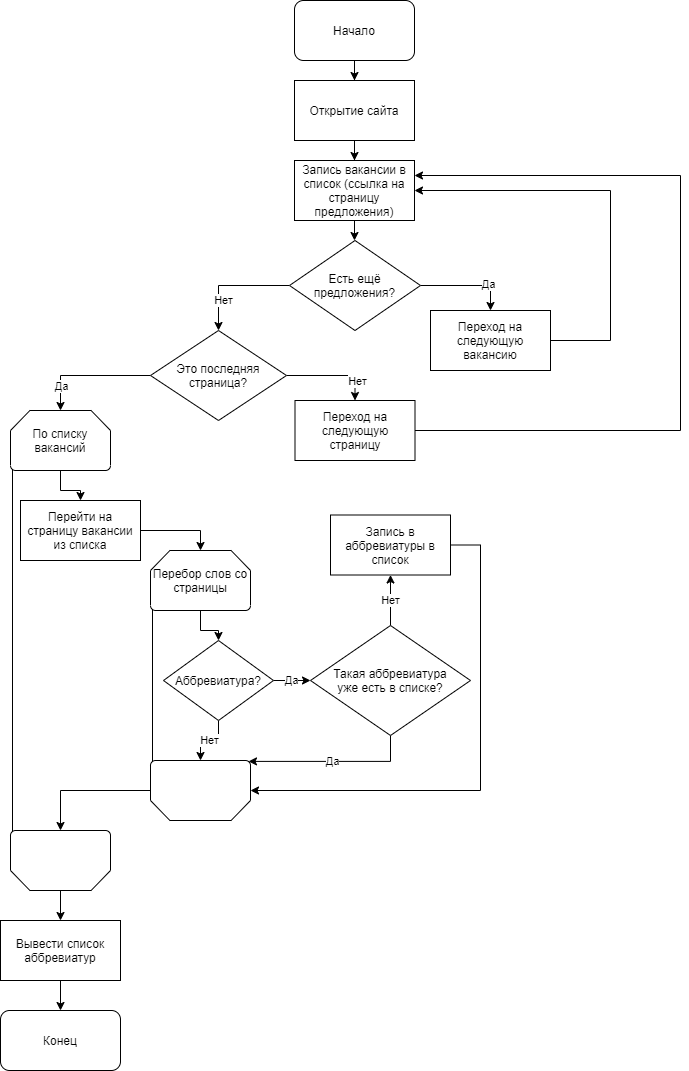 Начало
Открытие сайта
Запись вакансии в
список (ссылка на
страницу
предложения)
Есть ещё
предложения?
Да
Нет
Переход на
следующую
вакансию
Это последняя
страница?
Да
Нет
Переход на
следующую
страницу
По списку
вакансий
Перейти на
страницу вакансии
из списка
Запись в
аббревиатуры в
список
Перебор слов со
страницы
Нет
Аббревиатура?
Да
Такая аббревиатура
уже есть в списке?
Нет
Да
Вывести список
аббревиатур
Конец